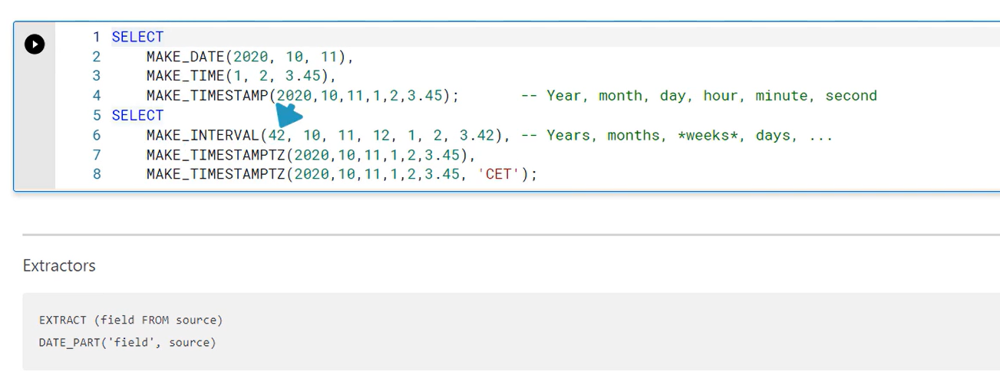 1 SELECT
2 MAKE_DATE(2020, 10, 11),
3 MAKE_TIME(1, 2, 3.45),
4 MAKE_TIMESTAMP(2020,10,11,1,2,3.45); -- Year, month, day, hour, minute, second
5 SELECT
6 MAKE_INTERVAL(42, 10, 11, 12, 1, 2, 3.42), -- Years, months, *weeks*, days, ...
7 MAKE_TIMESTAMPTZ(2020,10,11,1,2,3.45),
8 MAKE_TIMESTAMPTZ(2020,10,11,1,2,3.45, 'CET');
Extractors
EXTRACT (field FROM source)
DATE_PART('field', source)